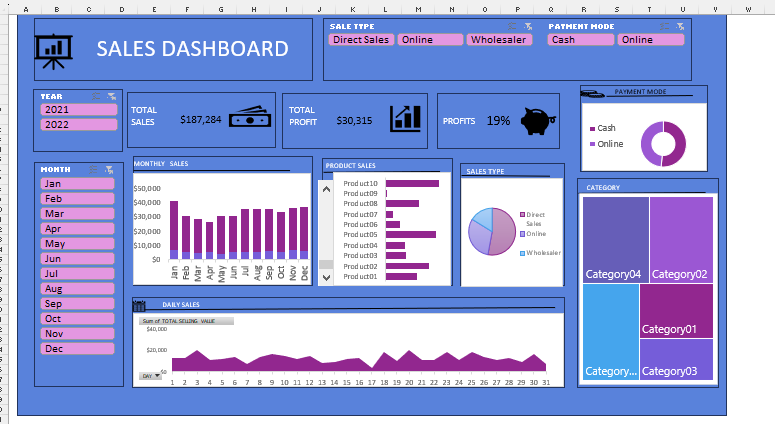 A B C D E F G H I J K L M N O P Q R S T U V W
SALES DASHBOARD
SALE TYPE
Direct Sales Online Wholesaler
PAYMENT MODE
Cash Online
YEAR
2021
2022
TOTAL
SALES
$187,284
TOTAL
PROFIT
$30,315
PROFITS 19%
PAYMENT MODE
Cash
Online
MONTH
Jan
Feb
Mar
Apr
May
Jun
Jul
Aug
Sep
Oct
Nov
Dec
MONTHLY SALES
$50,000
$40,000
$30,000
$20,000
$10,000
$0
Jan Feb Mar Apr May Jun Jul Aug Sep Oct Nov Dec
PRODUCT SALES
Product10
Product09
Product08
Product07
Product06
Product05
Product04
Product03
Product02
Product01
SALES TYPE
Direct
Sales
Online
Wholesaler
CATEGORY
Category04 Category02
Category01
Category... Category03
DAILY SALES
Sum of TOTAL SELLING VALUE
$40,000
$20,000
$0
DAY
1 2 3 4 5 6 7 8 9 10 11 12 13 14 15 16 17 18 19 20 21 22 23 24 25 26 27 28 29 30 31